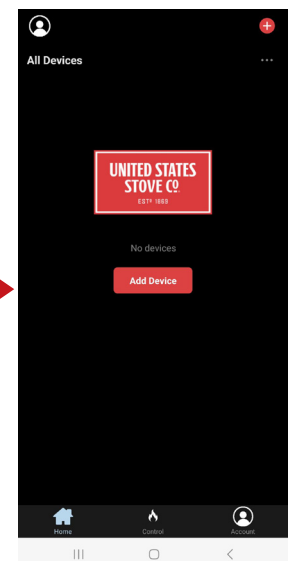 All Devices
UNITED STATES
STOVE CO.
ESTD 1869
No devices
Add Device
Home
Control
Account